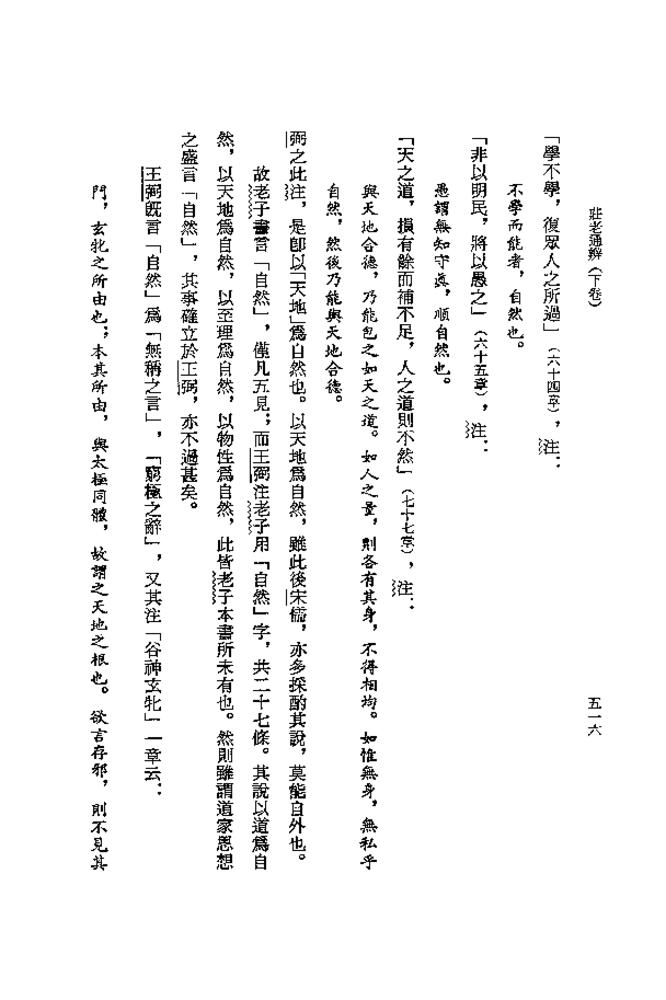 莊老通辨（下卷）
五一六
「學不學，復眾人之所過」（六十四章），注：
不學而能者，自然也。
「非以明民，將以愚之」（六十五章），注：
愚謂無知守真，順自然也。
「天之道，損有餘而補不足，人之道則不然」（七十七章），注：
與天地合德，乃能包之如天之道。如人之量，則各有其身，不得相均。如惟無身，無私乎
自然，然後乃能與天地合德。
弼之此注，是卽以「天地」爲自然也。以天地爲自然，雖此後宋儒，亦多採酌其說，莫能自外也。
故老子書言「自然」，僅凡五見；而王弼注老子用「自然」字，共二十七條。其說以道爲自
然，以天地爲自然，以至理爲自然，以物性爲自然，此皆老子本書所未有也。然則雖謂道家思想
之盛言「自然」，其事確立於王弼，亦不過甚矣。
王弼旣言「自然」爲「無稱之言」，「窮極之辭」，又其注「谷神玄牝」一章云：
門，玄牝之所由也；本其所由，與太極同體，故謂之天地之根也。欲言存邪，則不見其